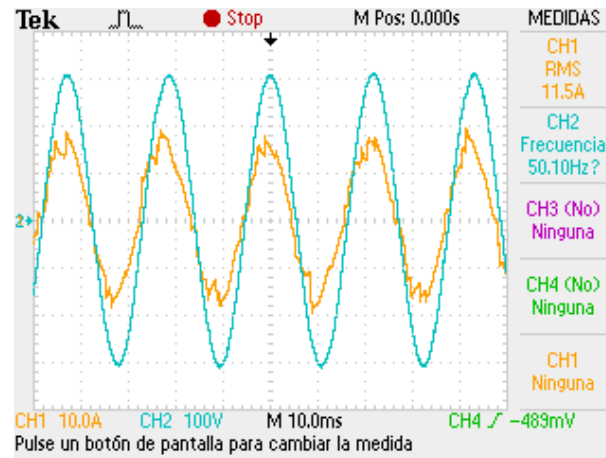 Tek Stop M Pos: 0.000s MEDIDAS
CH1
RMS
11.5A
CH2
Frecuencia
50.10Hz?
2
CH3 (No)
Ninguna
CH4 (No)
Ninguna
CH1
Ninguna
CH1 10.0A CH2 100V M 10.0ms CH4 -489mV
Pulse un botón de pantalla para cambiar la medida